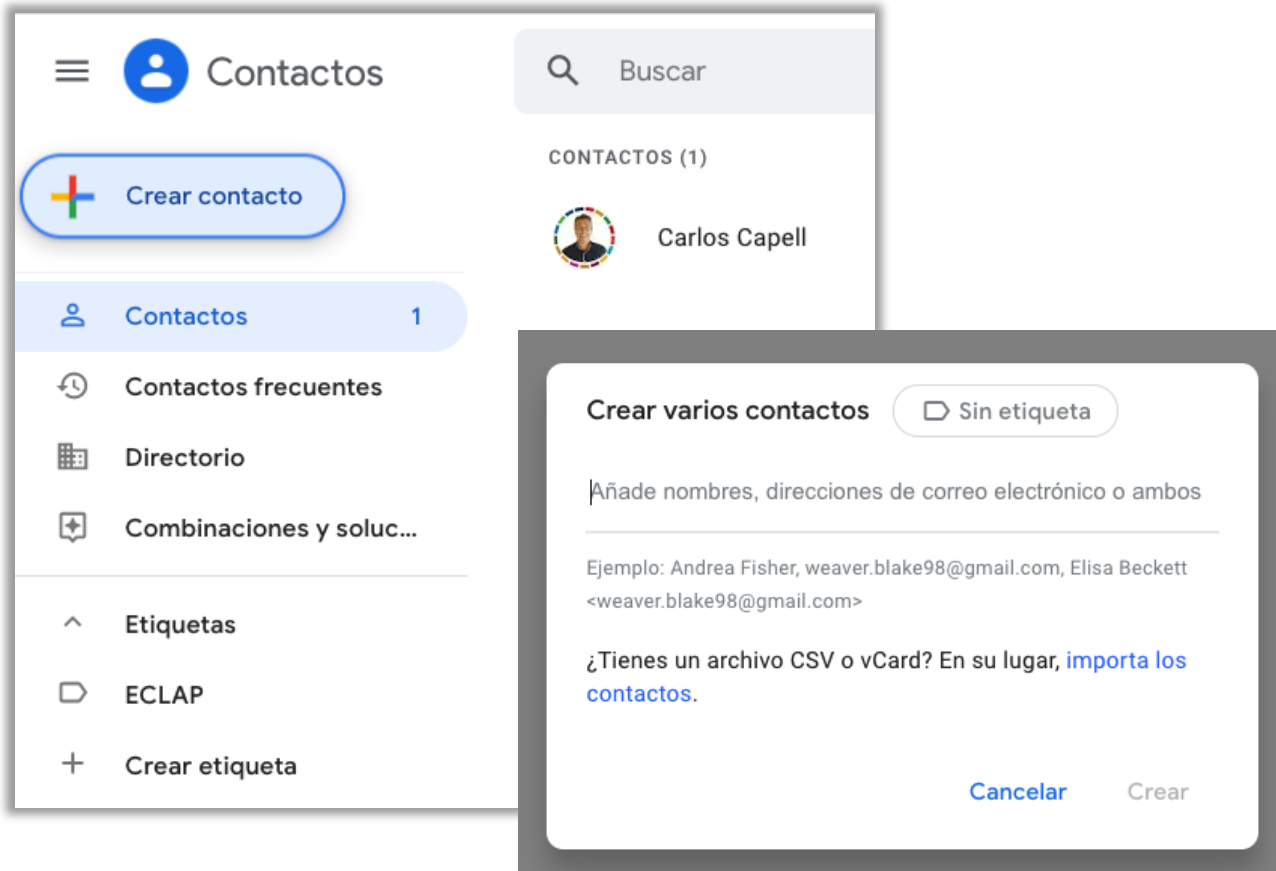 Contactos
Buscar
CONTACTOS (1)
Crear contacto
Carlos Capell
Contactos 1
Contactos frecuentes
Directorio
Combinaciones y soluc...
Etiquetas
ECLAP
Crear etiqueta
Crear varios contactos
Sin etiqueta
Añade nombres, direcciones de correo electrónico o ambos
Ejemplo: Andrea Fisher, weaver.blake98@gmail.com, Elisa Beckett
<weaver.blake98@gmail.com>
¿Tienes un archivo CSV o vCard? En su lugar, importa los
contactos.
Cancelar
Crear